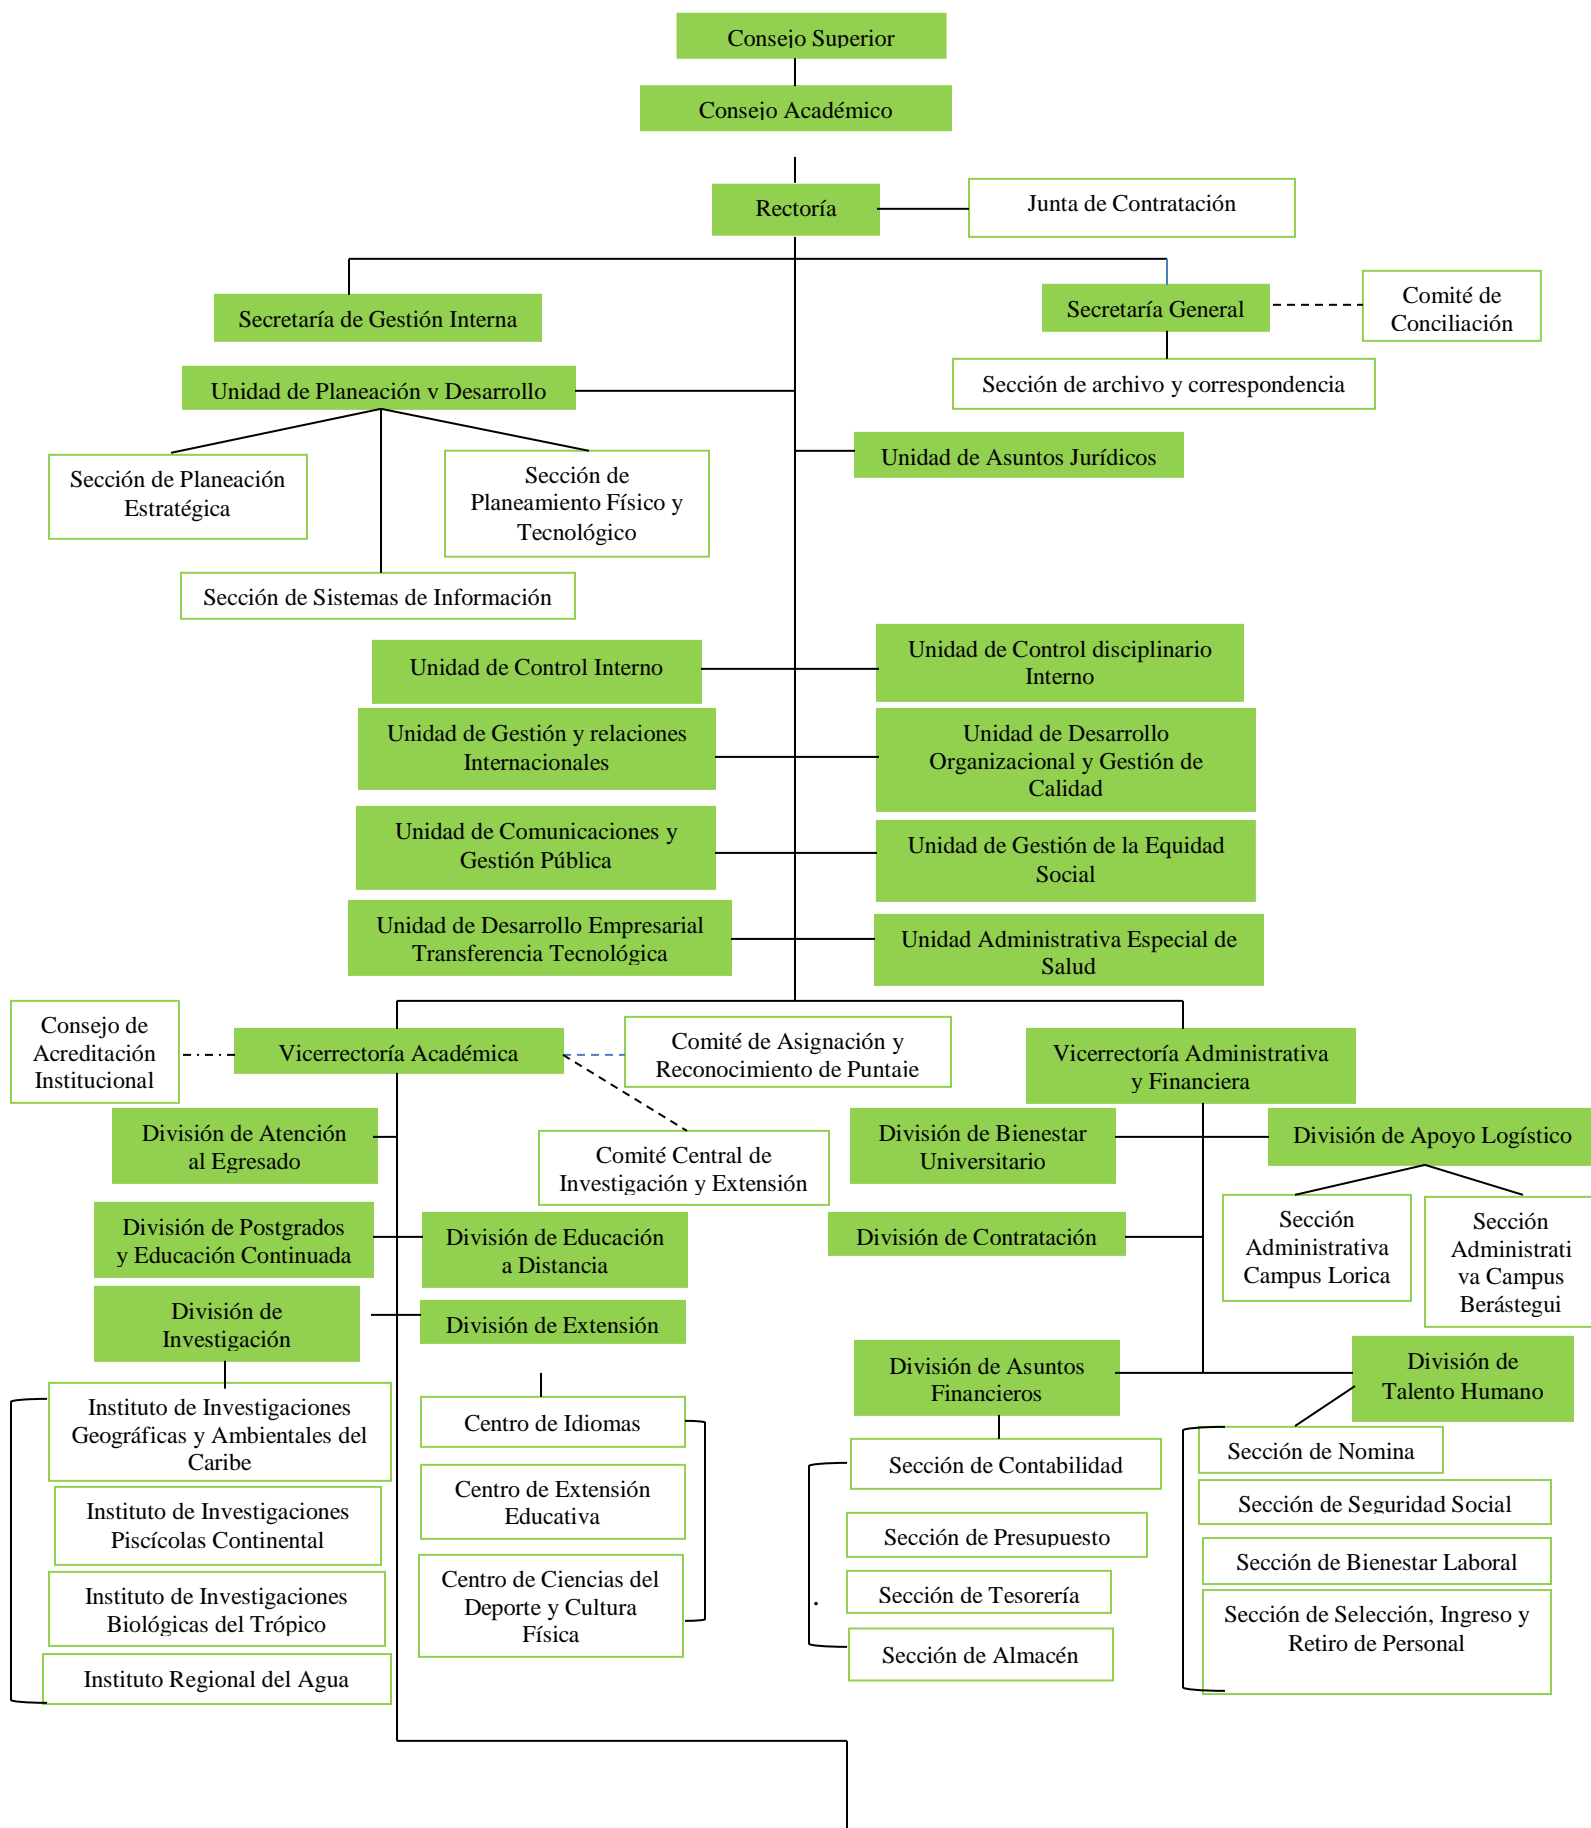 Consejo Superior
Consejo Académico
Rectoría
Junta de Contratación
Secretaría de Gestión Interna
Secretaría General
Comité de
Conciliación
Sección de archivo y correspondencia
Unidad de Planeación y Desarrollo
Unidad de Asuntos Jurídicos
Sección de Planeación
Estratégica
Sección de
Planeamiento Físico y
Tecnológico
Sección de Sistemas de Información
Unidad de Control Interno
Unidad de Control disciplinario
Interno
Unidad de Gestión y relaciones
Internacionales
Unidad de Desarrollo
Organizacional y Gestión de
Calidad
Unidad de Comunicaciones y
Gestión Pública
Unidad de Gestión de la Equidad
Social
Unidad de Desarrollo Empresarial
Transferencia Tecnológica
Unidad Administrativa Especial de
Salud
Consejo de
Acreditación
Institucional
Vicerrectoría Académica
Comité de Asignación y
Reconocimiento de Puntaje
Vicerrectoría Administrativa
y Financiera
División de Atención
al Egresado
Comité Central de
Investigación y Extensión
División de Bienestar
Universitario
División de Apoyo Logístico
División de Postgrados
y Educación Continuada
División de Educación
a Distancia
División de Contratación
Sección
Administrativa
Campus Lorica
Sección
Administrati
va Campus
Berástegui
División de
Investigación
División de Extensión
División de Asuntos
Financieros
División de
Talento Humano
Instituto de Investigaciones
Geográficas y Ambientales del
Caribe
Centro de Idiomas
Sección de Contabilidad
Sección de Nomina
Instituto de Investigaciones
Piscícolas Continental
Centro de Extensión
Educativa
Sección de Presupuesto
Sección de Seguridad Social
Instituto de Investigaciones
Biológicas del Trópico
Centro de Ciencias del
Deporte y Cultura
Física
.
Sección de Tesorería
Sección de Bienestar Laboral
Instituto Regional del Agua
Sección de Almacén
Sección de Selección, Ingreso y
Retiro de Personal